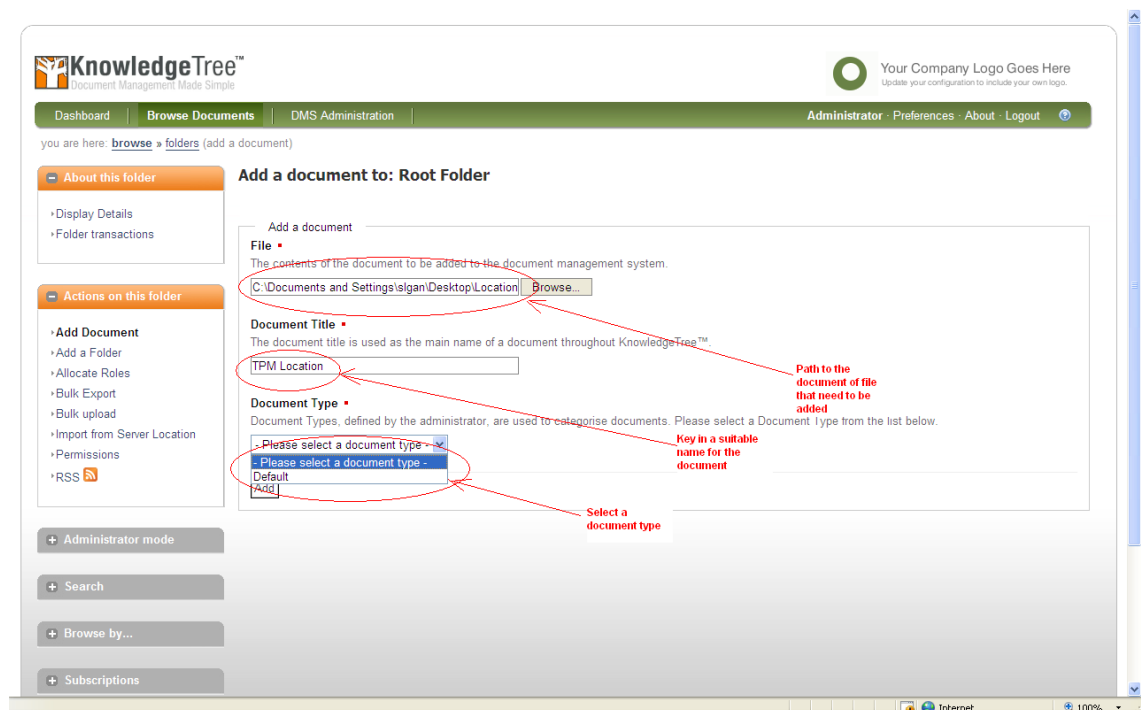 KnowledgeTree™
Document Management Made Simple
Your Company Logo Goes Here
Update your configuration to include your own logo.
Dashboard Browse Documents DMS Administration Administrator · Preferences · About · Logout ?
you are here: browse » folders (add a document)
About this folder
Display Details
Folder transactions
Actions on this folder
Add Document
Add a Folder
Allocate Roles
Bulk Export
Bulk upload
Import from Server Location
Permissions
RSS
Administrator mode
Search
Browse by...
Subscriptions
Add a document to: Root Folder
Add a document
File
The contents of the document to be added to the document management system.
C:\Documents and Settings\slgan\Desktop\Location Browse...
Document Title
The document title is used as the main name of a document throughout KnowledgeTree™.
TPM Location
Document Type
Document Types, defined by the administrator, are used to categorise documents. Please select a Document Type from the list below.
- Please select a document type -
- Please select a document type -
Default
Add
Path to the
document of file
that need to be
added
Key in a suitable
name for the
document
Select a
document type
Internet 100%